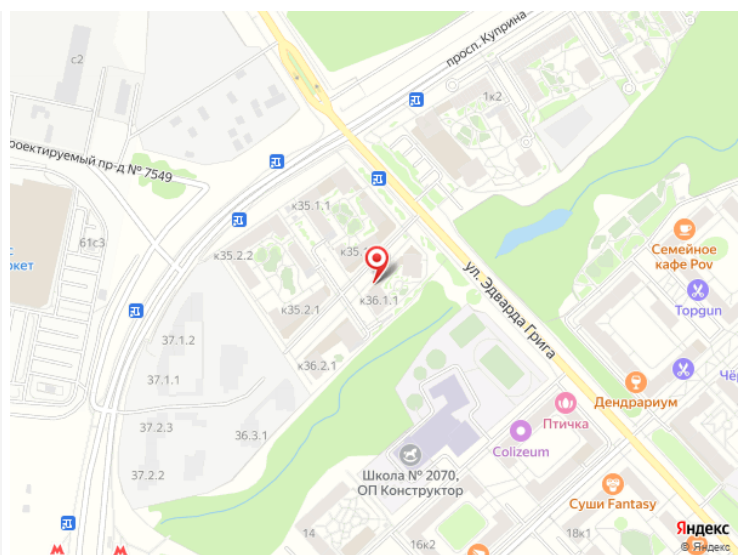 с2
просп. Куприна
1к2
роектируемый пр-д № 7549
к35.1.1
61с3
с
ркет
к35.2.2
к35.1
Семейное
кафе Pov
ул. Эдварда Грига
к36.1.1
к35.2.1
Topgun
37.1.2
к36.2.1
37.1.1
Чёр
Дендрариум
Птичка
37.2.3
36.3.1
Colizeum
37.2.2
Школа № 2070,
ОП Конструктор
Суши Fantasy
14
16к2
18к1
Яндекс
© Яндекс